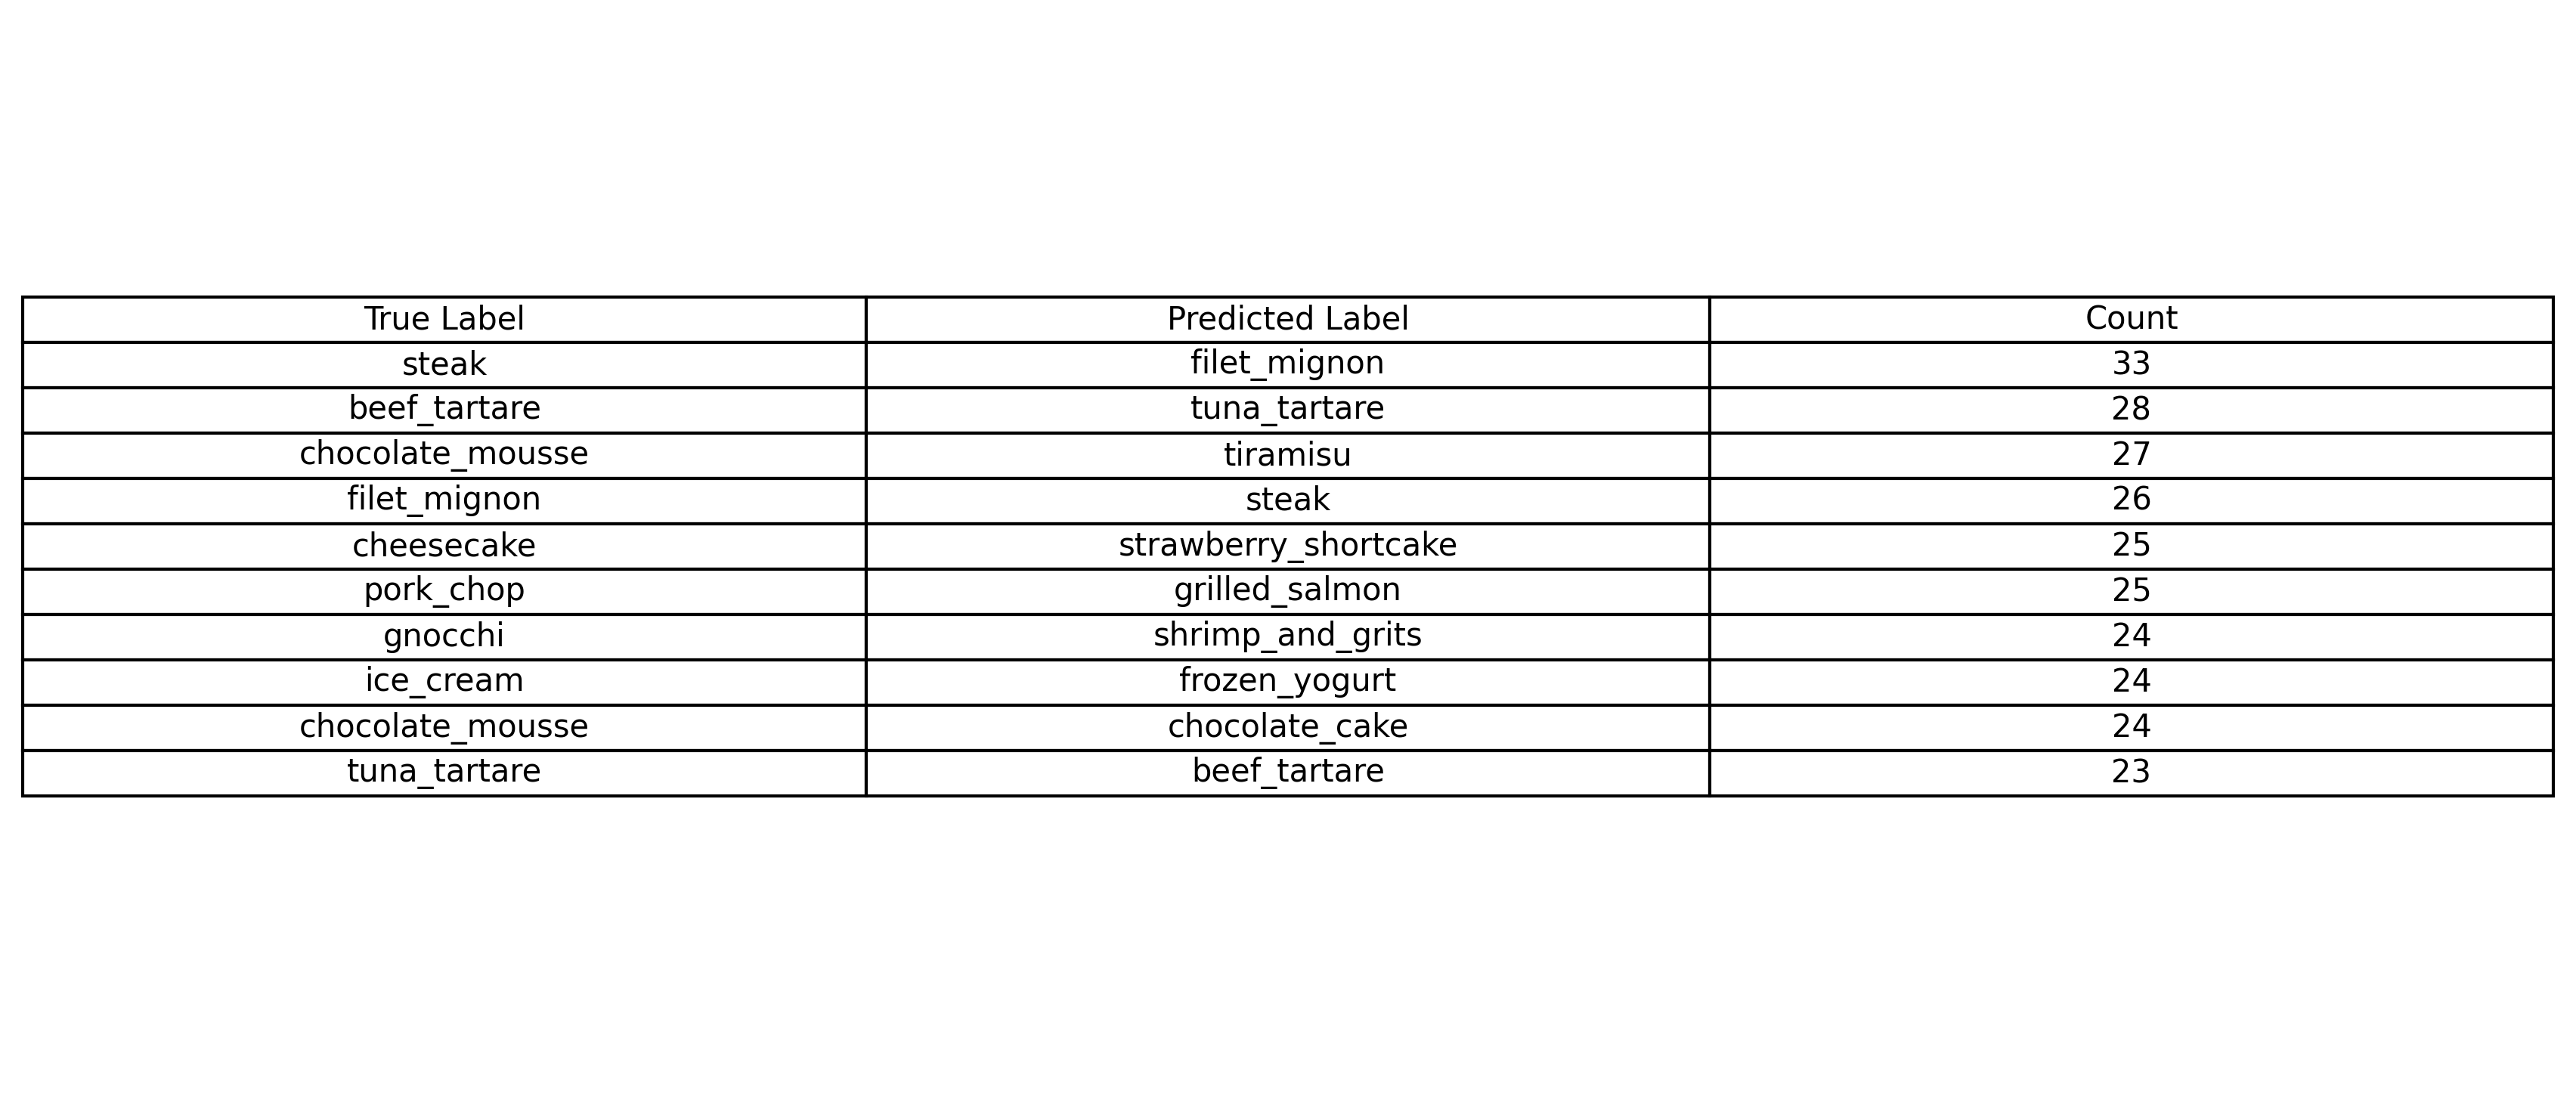 True Label Predicted Label Count
steak filet_mignon 33
beef_tartare tuna_tartare 28
chocolate_mousse tiramisu 27
filet_mignon steak 26
cheesecake strawberry_shortcake 25
pork_chop grilled_salmon 25
gnocchi shrimp_and_grits 24
ice_cream frozen_yogurt 24
chocolate_mousse chocolate_cake 24
tuna_tartare beef_tartare 23